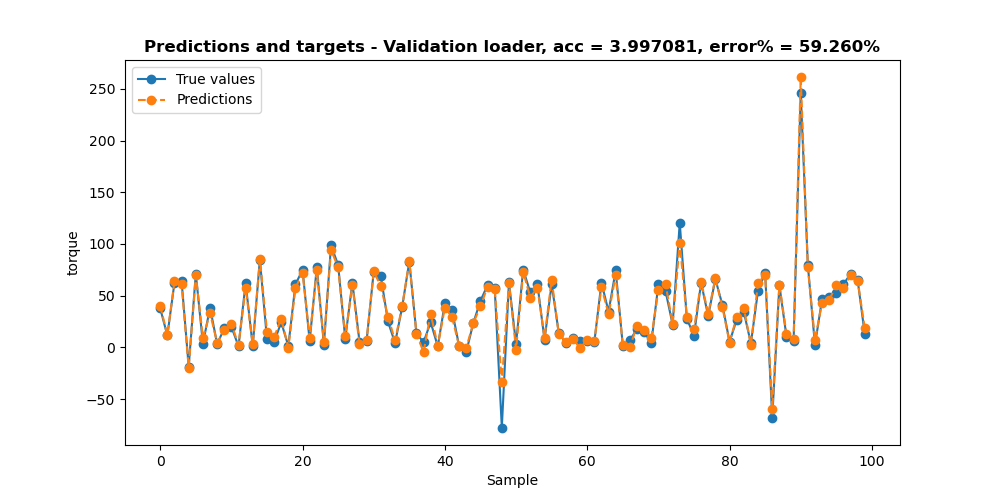 Predictions and targets - Validation loader, acc = 3.997081, error% = 59.260%
True values
Predictions
250
200
150
100
50
0
−50
torque
0 20 40 60 80 100
Sample